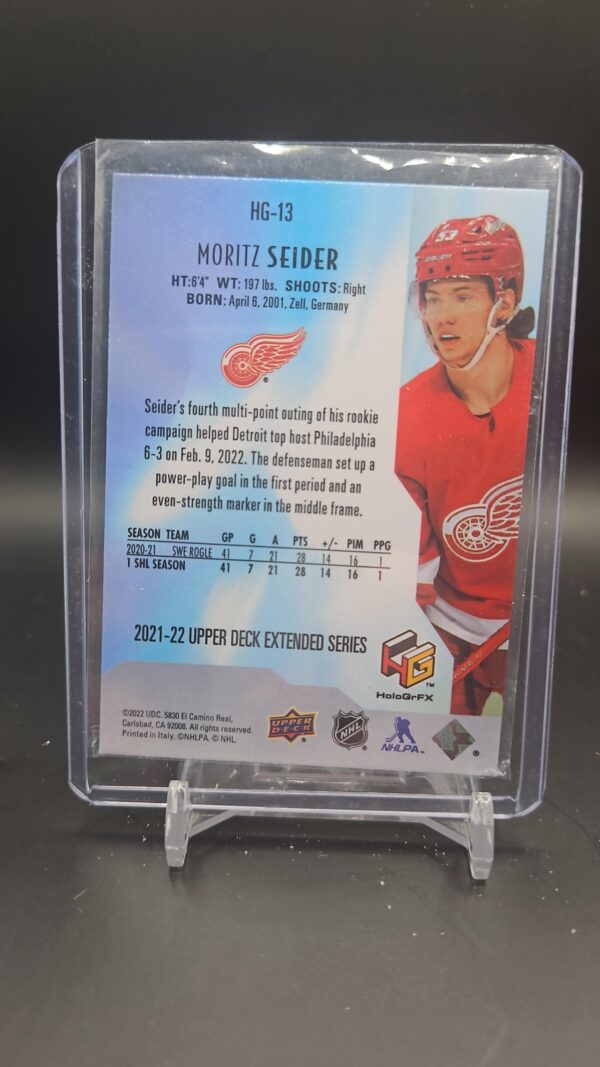 HG-13
MORITZ SEIDER
HT:6'4" WT: 197 lbs. SHOOTS: Right
BORN: April 6, 2001, Zell, Germany
Seider's fourth multi-point outing of his rookie
campaign helped Detroit top host Philadelphia
6-3 on Feb. 9, 2022. The defenseman set up a
power-play goal in the first period and an
even-strength marker in the middle frame.
SEASON TEAM GP G A PTS +/- PIM PPG
2020-21 SWE ROGLE 41 7 21 28 14 16 1
1 SHL SEASON 41 7 21 28 14 16 1
2021-22 UPPER DECK EXTENDED SERIES
HG™
HoloGrFX
©2022 UDC. 5830 El Camino Real,
Carlsbad, CA 92008. All rights reserved.
Printed in Italy. ©NHLPA. © NHL.
UPPER
DECK
NHL
NHLPA™
®
53
BAUER